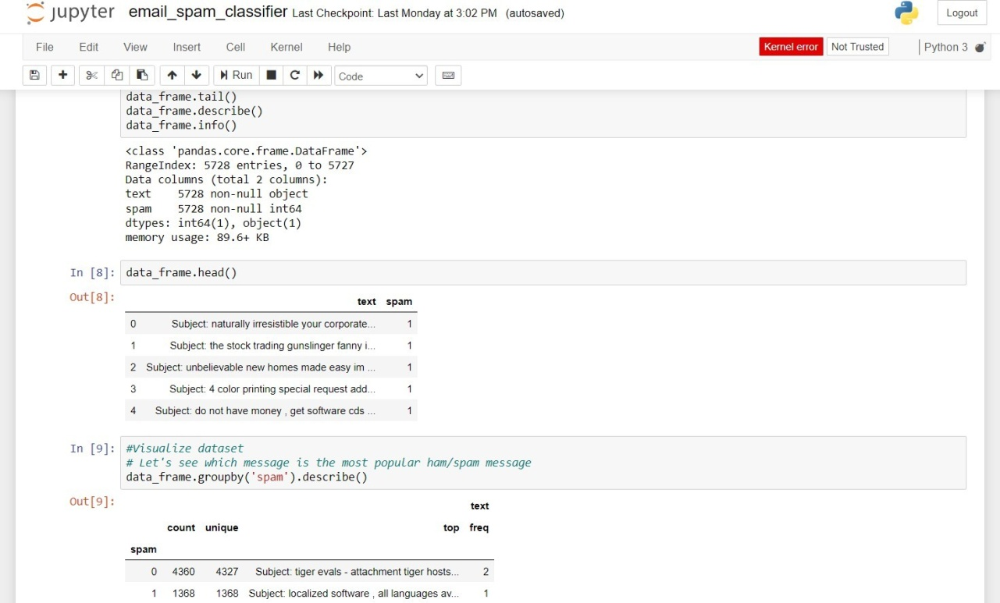 jupyter email_spam_classifier Last Checkpoint: Last Monday at 3:02 PM (autosaved) Logout
File Edit View Insert Cell Kernel Help Kernel error Not Trusted Python 3
Run Code
data_frame.tail()
data_frame.describe()
data_frame.info()
<class 'pandas.core.frame.DataFrame'>
RangeIndex: 5728 entries, 0 to 5727
Data columns (total 2 columns):
text    5728 non-null object
spam    5728 non-null int64
dtypes: int64(1), object(1)
memory usage: 89.6+ KB
In [8]: data_frame.head()
Out[8]:
text spam
0 Subject: naturally irresistible your corporate... 1
1 Subject: the stock trading gunslinger fanny i... 1
2 Subject: unbelievable new homes made easy im ... 1
3 Subject: 4 color printing special request add... 1
4 Subject: do not have money , get software cds ... 1
In [9]: #Visualize dataset
# Let's see which message is the most popular ham/spam message
data_frame.groupby('spam').describe()
Out[9]:
text
count unique top freq
spam
0 4360 4327 Subject: tiger evals - attachment tiger hosts... 2
1 1368 1368 Subject: localized software , all languages av... 1